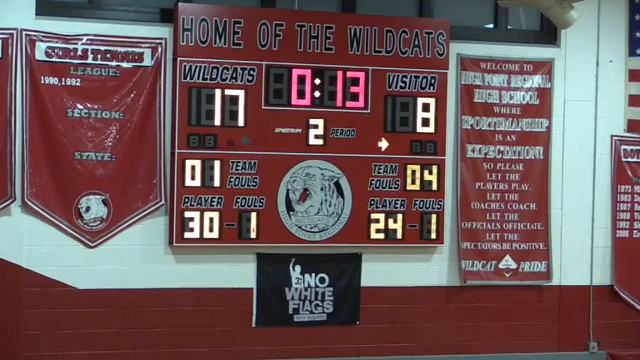 HOME OF THE WILDCATS
GIRLS TENNIS
LEAGUE:
1990, 1992
SECTION:
STATE:
WILDCATS
17
0:13
VISITOR
8
SPECTRUM
2 PERIOD
01 TEAM FOULS
TEAM FOULS 04
PLAYER FOULS
30-1
PLAYER FOULS
24-1
NO
WHITE
FLAGS
WELCOME TO
HIGH POINT REGIONAL
HIGH SCHOOL
WHERE
SPORTSMANSHIP
IS AN
EXPECTATION!
SO PLEASE
LET THE
PLAYERS PLAY.
LET THE
COACHES COACH.
LET THE
OFFICIALS OFFICIATE.
LET THE
SPECTATORS BE POSITIVE.
WILDCAT PRIDE